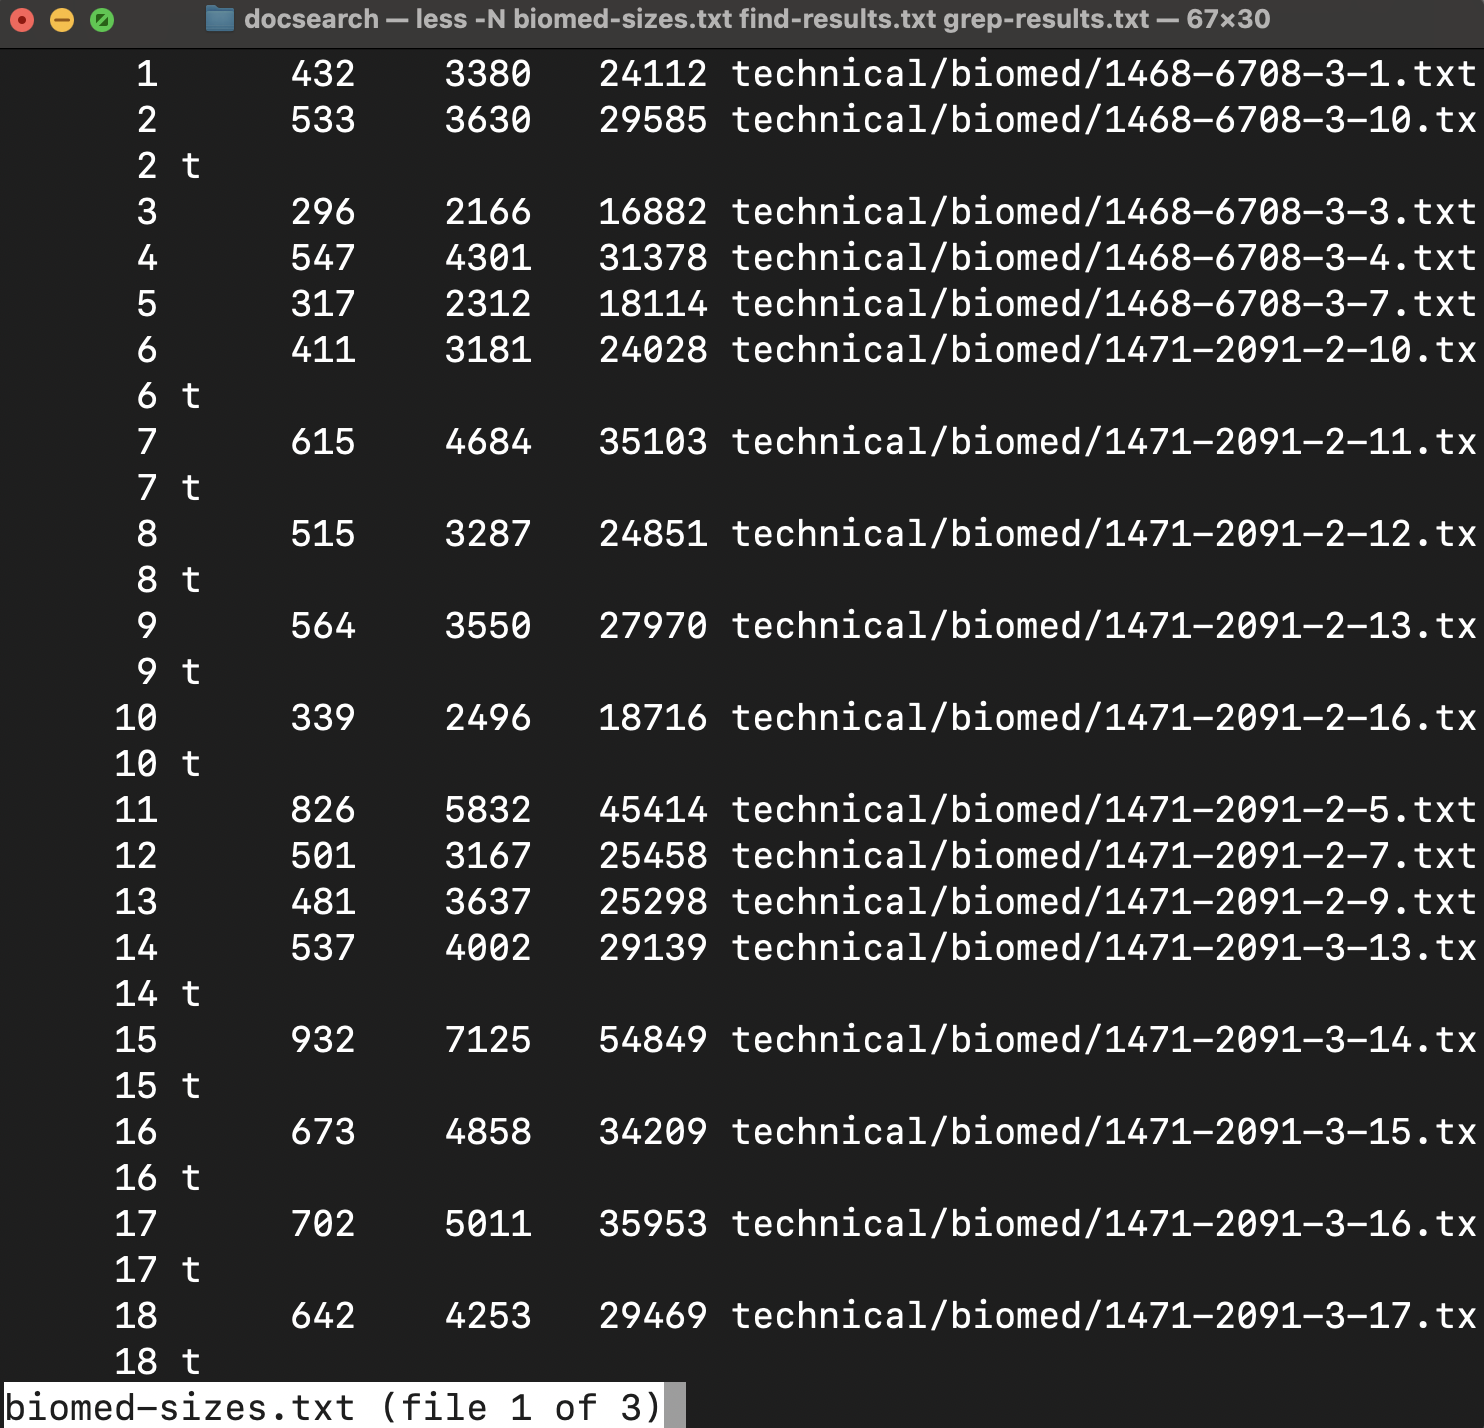 docsearch — less -N biomed-sizes.txt find-results.txt grep-results.txt — 67×30
1 432 3380 24112 technical/biomed/1468-6708-3-1.txt
2 533 3630 29585 technical/biomed/1468-6708-3-10.tx
2 t
3 296 2166 16882 technical/biomed/1468-6708-3-3.txt
4 547 4301 31378 technical/biomed/1468-6708-3-4.txt
5 317 2312 18114 technical/biomed/1468-6708-3-7.txt
6 411 3181 24028 technical/biomed/1471-2091-2-10.tx
6 t
7 615 4684 35103 technical/biomed/1471-2091-2-11.tx
7 t
8 515 3287 24851 technical/biomed/1471-2091-2-12.tx
8 t
9 564 3550 27970 technical/biomed/1471-2091-2-13.tx
9 t
10 339 2496 18716 technical/biomed/1471-2091-2-16.tx
10 t
11 826 5832 45414 technical/biomed/1471-2091-2-5.txt
12 501 3167 25458 technical/biomed/1471-2091-2-7.txt
13 481 3637 25298 technical/biomed/1471-2091-2-9.txt
14 537 4002 29139 technical/biomed/1471-2091-3-13.tx
14 t
15 932 7125 54849 technical/biomed/1471-2091-3-14.tx
15 t
16 673 4858 34209 technical/biomed/1471-2091-3-15.tx
16 t
17 702 5011 35953 technical/biomed/1471-2091-3-16.tx
17 t
18 642 4253 29469 technical/biomed/1471-2091-3-17.tx
18 t
biomed-sizes.txt (file 1 of 3)